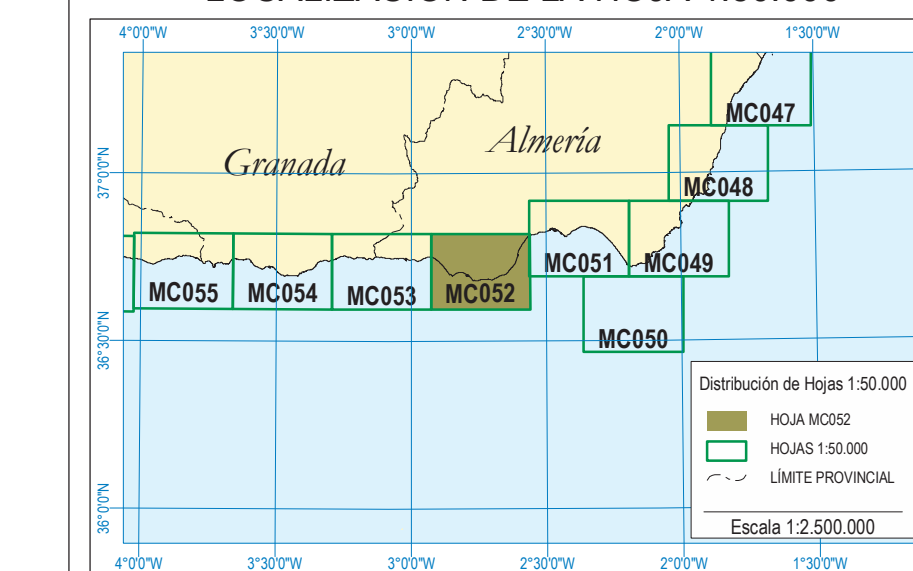 4°0'0"W 3°30'0"W 3°0'0"W 2°30'0"W 2°0'0"W 1°30'0"W
MC047
Almería
Granada
37°0'0"N
MC048
MC051 MC049
MC055 MC054 MC053 MC052
36°30'0"N
MC050
Distribución de Hojas 1:50.000
HOJA MC052
HOJAS 1:50.000
LÍMITE PROVINCIAL
36°0'0"N
Escala 1:2.500.000
4°0'0"W 3°30'0"W 3°0'0"W 2°30'0"W 2°0'0"W 1°30'0"W